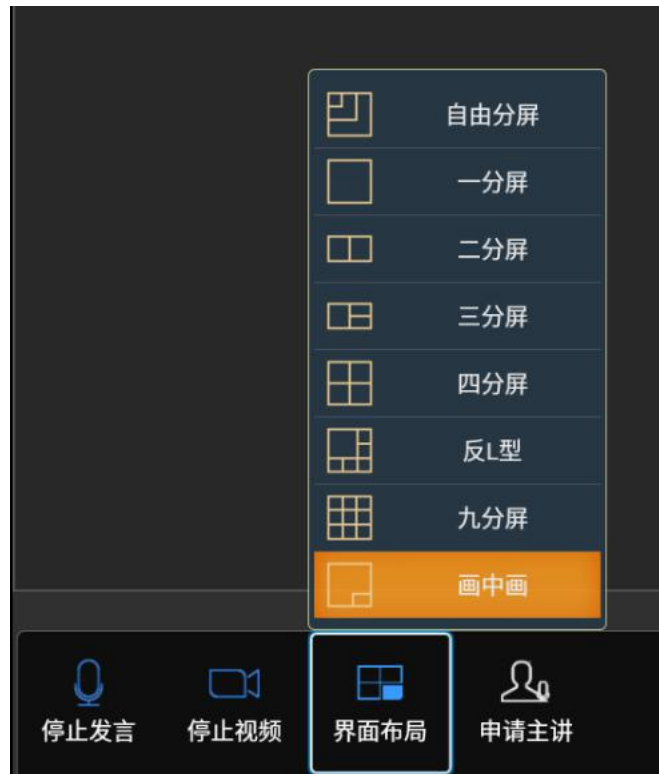 自由分屏
一分屏
二分屏
三分屏
四分屏
反L型
九分屏
画中画
停止发言 停止视频 界面布局 申请主讲